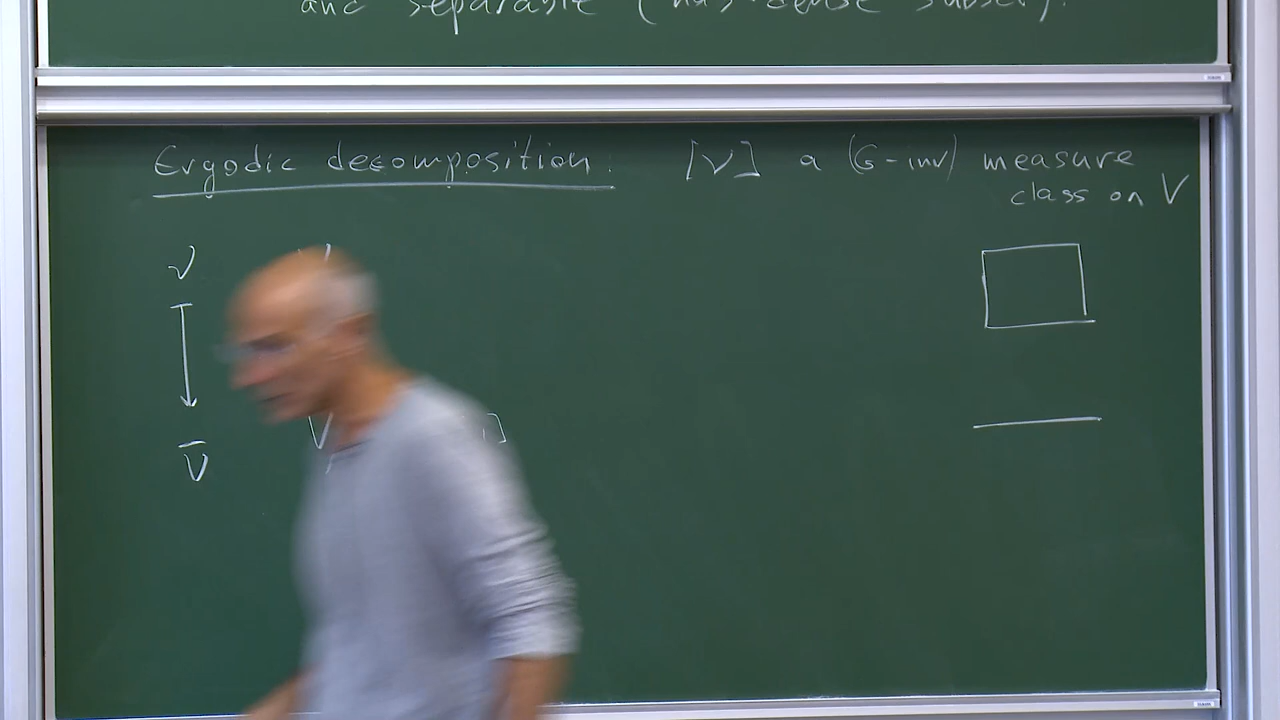 and separable (has dense subset).
Ergodic decomposition. [ν] a (G-inv) measure
class on V
ν
ν̄
V